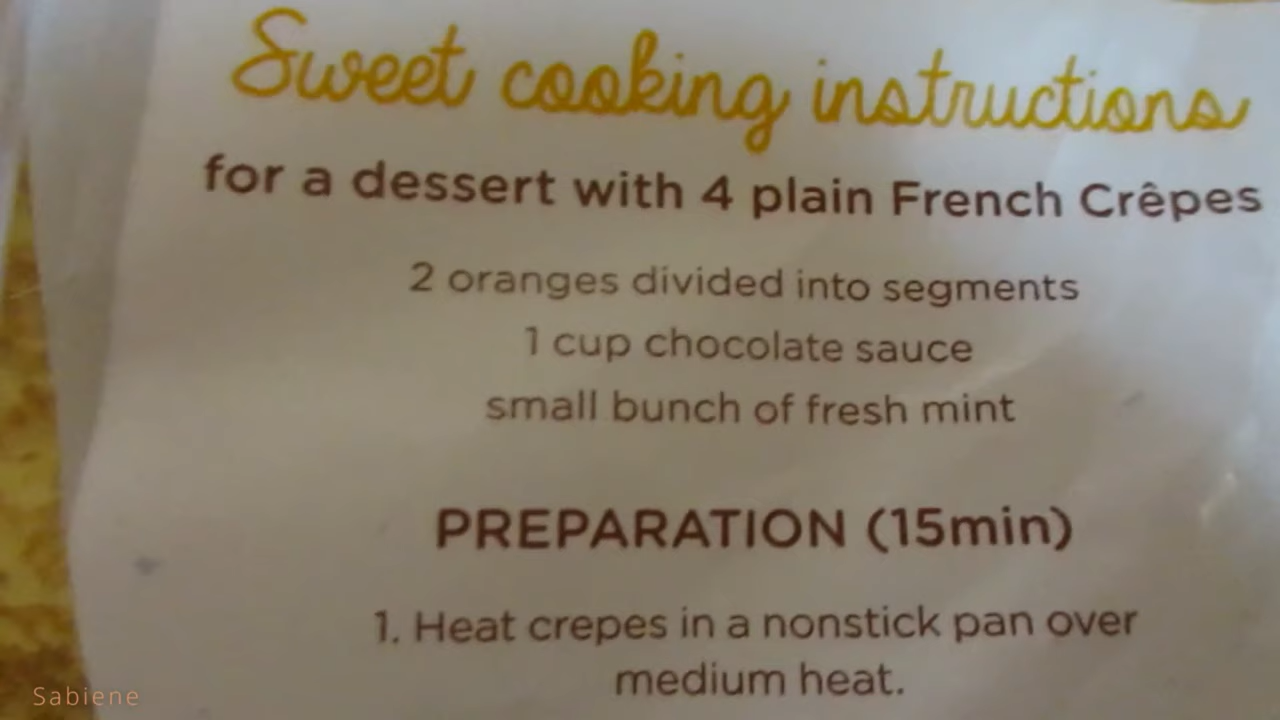 Sweet cooking instructions
for a dessert with 4 plain French Crêpes
2 oranges divided into segments
1 cup chocolate sauce
small bunch of fresh mint
PREPARATION (15min)
1. Heat crepes in a nonstick pan over
medium heat.
Sabiene